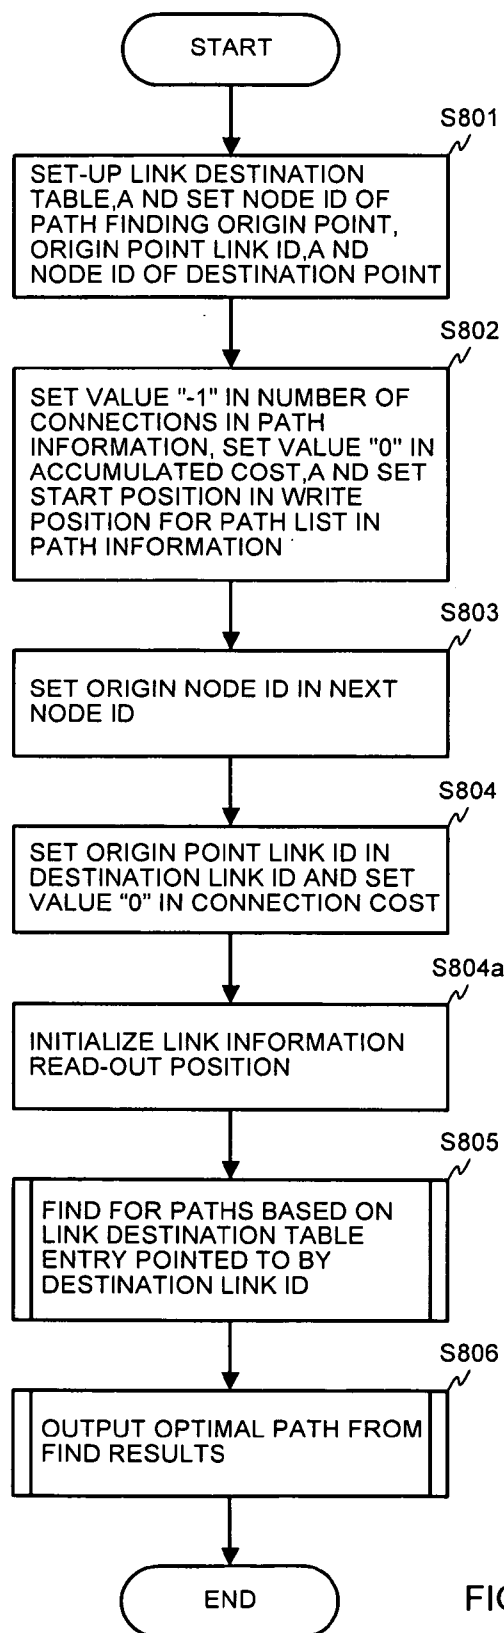 START
S801
SET-UP LINK DESTINATION
TABLE,A ND SET NODE ID OF
PATH FINDING ORIGIN POINT,
ORIGIN POINT LINK ID,A ND
NODE ID OF DESTINATION POINT
S802
SET VALUE "-1" IN NUMBER OF
CONNECTIONS IN PATH
INFORMATION, SET VALUE "0" IN
ACCUMULATED COST,A ND SET
START POSITION IN WRITE
POSITION FOR PATH LIST IN
PATH INFORMATION
S803
SET ORIGIN NODE ID IN NEXT
NODE ID
S804
SET ORIGIN POINT LINK ID IN
DESTINATION LINK ID AND SET
VALUE "0" IN CONNECTION COST
S804a
INITIALIZE LINK INFORMATION
READ-OUT POSITION
S805
FIND FOR PATHS BASED ON
LINK DESTINATION TABLE
ENTRY POINTED TO BY
DESTINATION LINK ID
S806
OUTPUT OPTIMAL PATH FROM
FIND RESULTS
END